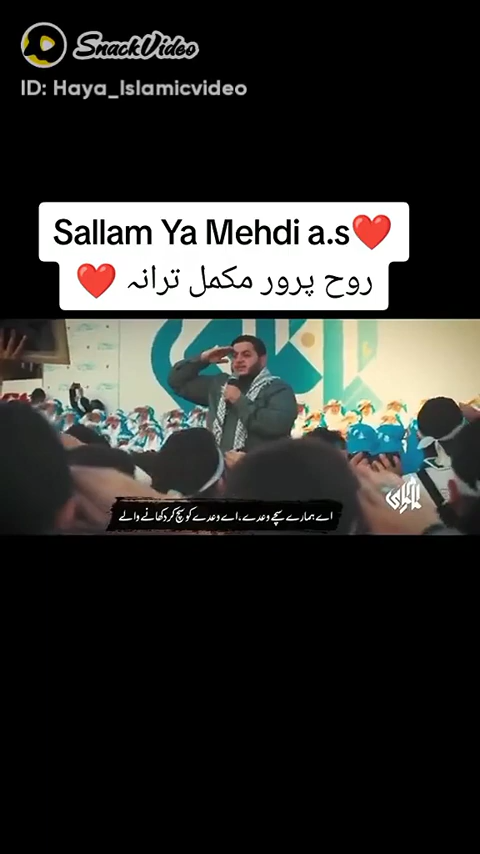 SnackVideo
ID: Haya_Islamicvideo
Sallam Ya Mehdi a.s❤️
روح پرور مکمل ترانہ ❤️
اے ہمارے سچے وعدے، اے وعدے کو سچ کر دکھانے والے